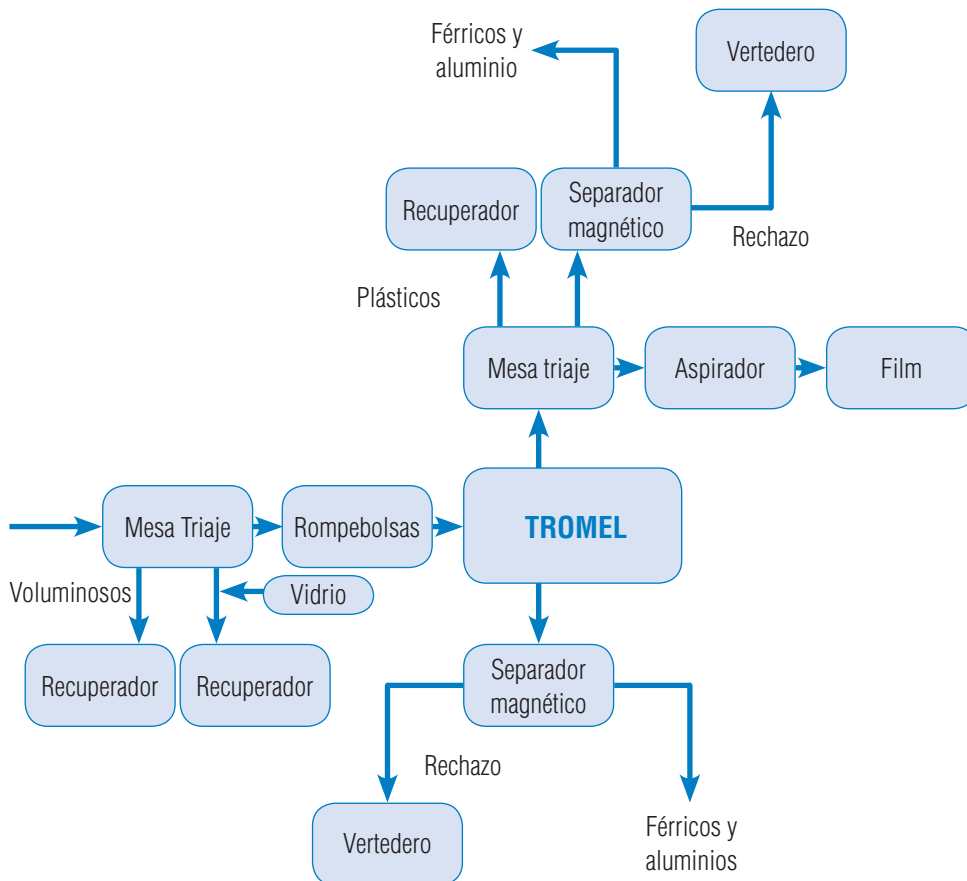 Férricos y
aluminio
Vertedero
Recuperador
Separador
magnético
Rechazo
Plásticos
Mesa triaje
Aspirador
Film
Mesa Triaje
Rompebolsas
TROMEL
Voluminosos
Vidrio
Recuperador
Recuperador
Separador
magnético
Rechazo
Vertedero
Férricos y
aluminios